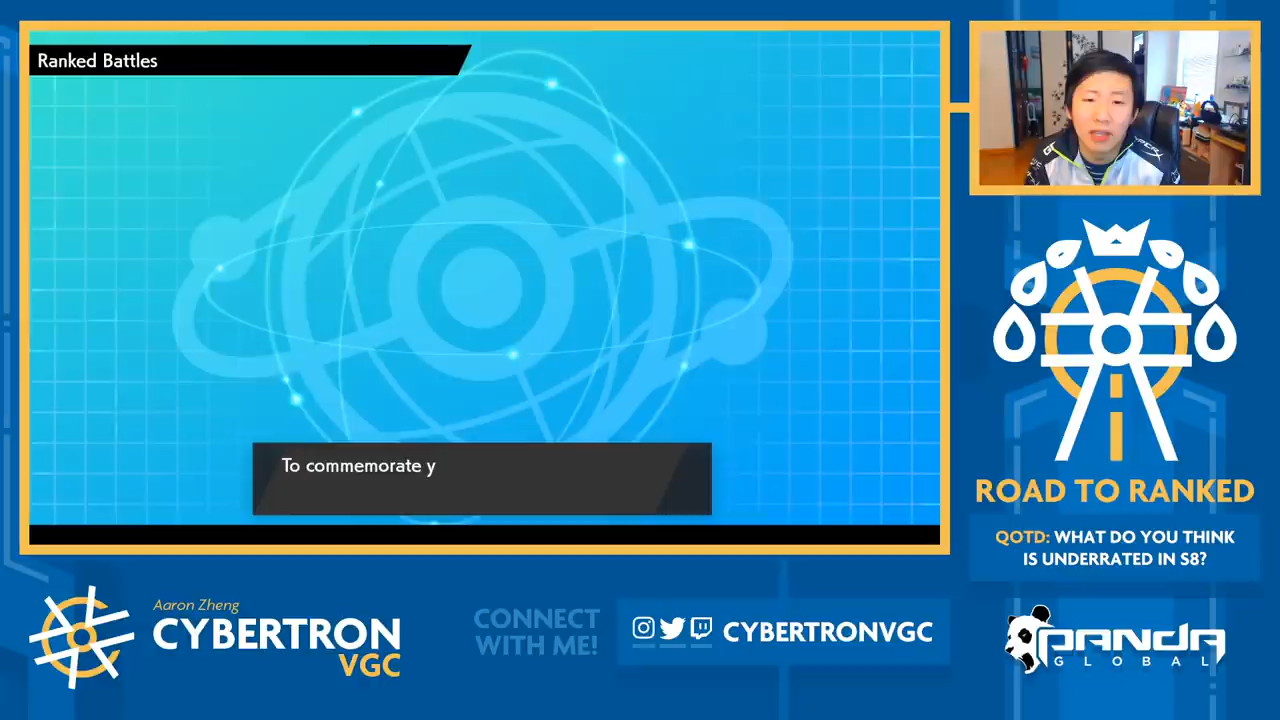 Ranked Battles
To commemorate y
ROAD TO RANKED
QOTD: WHAT DO YOU THINK
IS UNDERRATED IN S8?
Aaron Zheng
CYBERTRON
VGC
CONNECT
WITH ME!
CYBERTRONVGC
PANDA
GLOBAL